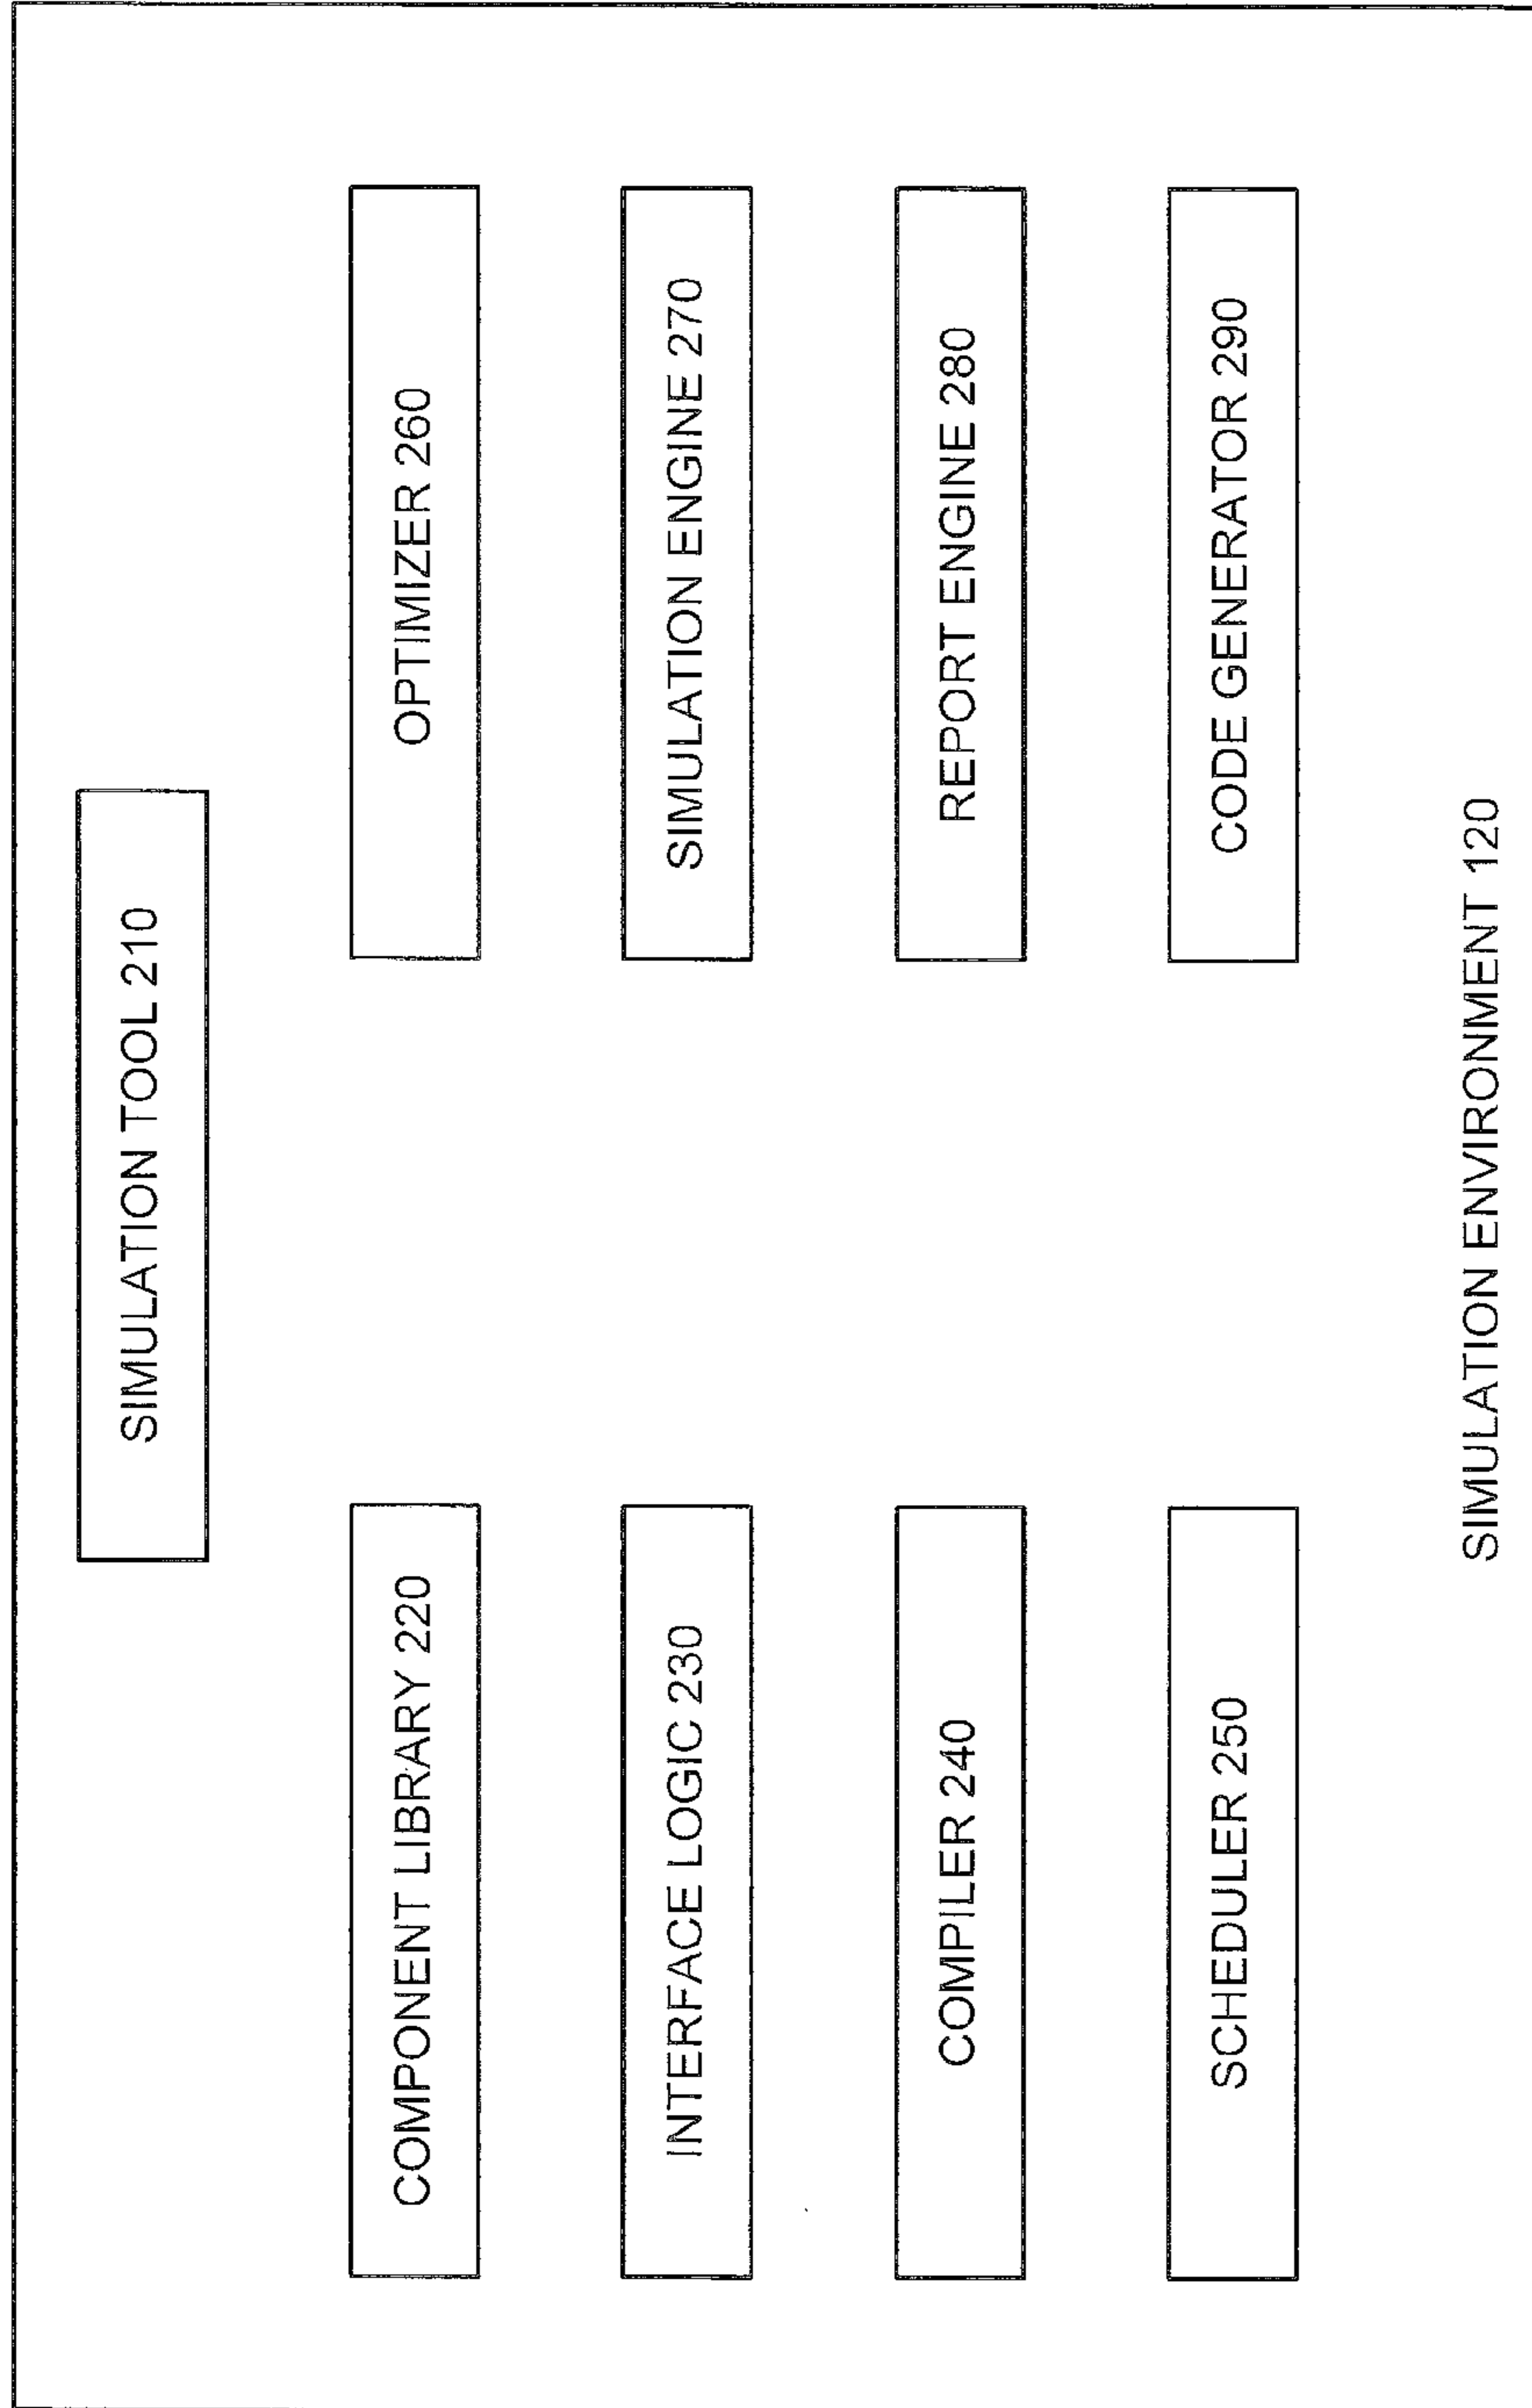 SIMULATION TOOL 210
COMPONENT LIBRARY 220
INTERFACE LOGIC 230
COMPILER 240
SCHEDULER 250
OPTIMIZER 260
SIMULATION ENGINE 270
REPORT ENGINE 280
CODE GENERATOR 290
SIMULATION ENVIRONMENT 120